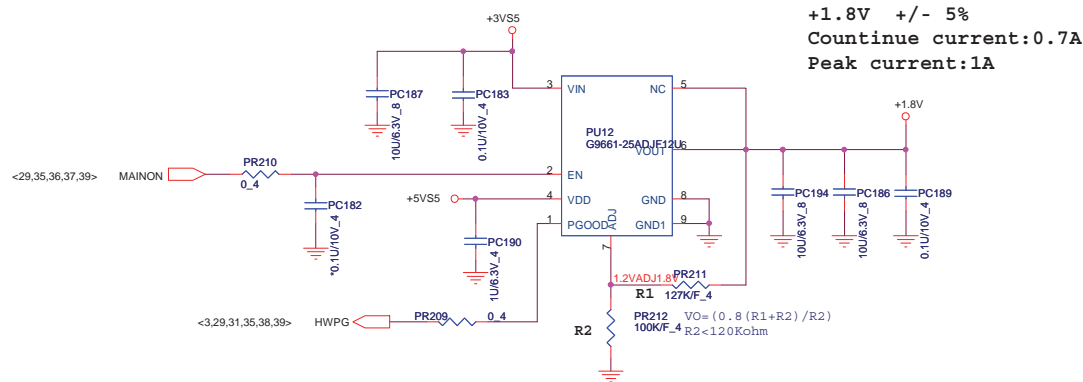 +1.8V +/- 5%
Countinue current:0.7A
Peak current:1A
+3VS5
PC187
10U/6.3V_8
PC183
0.1U/10V_4
3
VIN
NC
5
PU12
G9661-25ADJF12U
VOUT
6
+1.8V
<29,35,36,37,39>
MAINON
PR210
0_4
2
EN
PC182
*0.1U/10V_4
+5VS5
4
VDD
GND
8
1
PGOOD
GND1
9
ADJ
7
PC190
1U/6.3V_4
PC194
10U/6.3V_8
PC186
10U/6.3V_8
PC189
0.1U/10V_4
1.2VADJ1.8V
PR211
R1
127K/F_4
<3,29,31,35,38,39>
HWPG
PR209
0_4
R2
PR212
100K/F_4
VO=(0.8(R1+R2)/R2)
R2<120Kohm